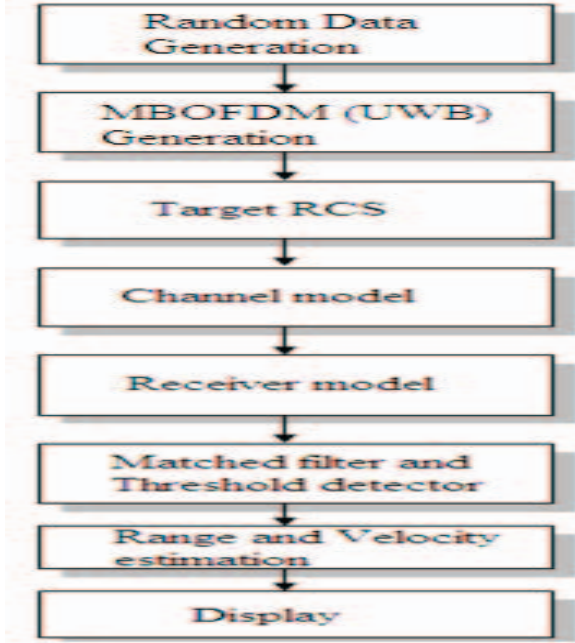 Random Data
Generation
MBOFDM (UWB)
Generation
Target RCS
Channel model
Receiver model
Matched filter and
Threshold detector
Range and Velocity
estimation
Display